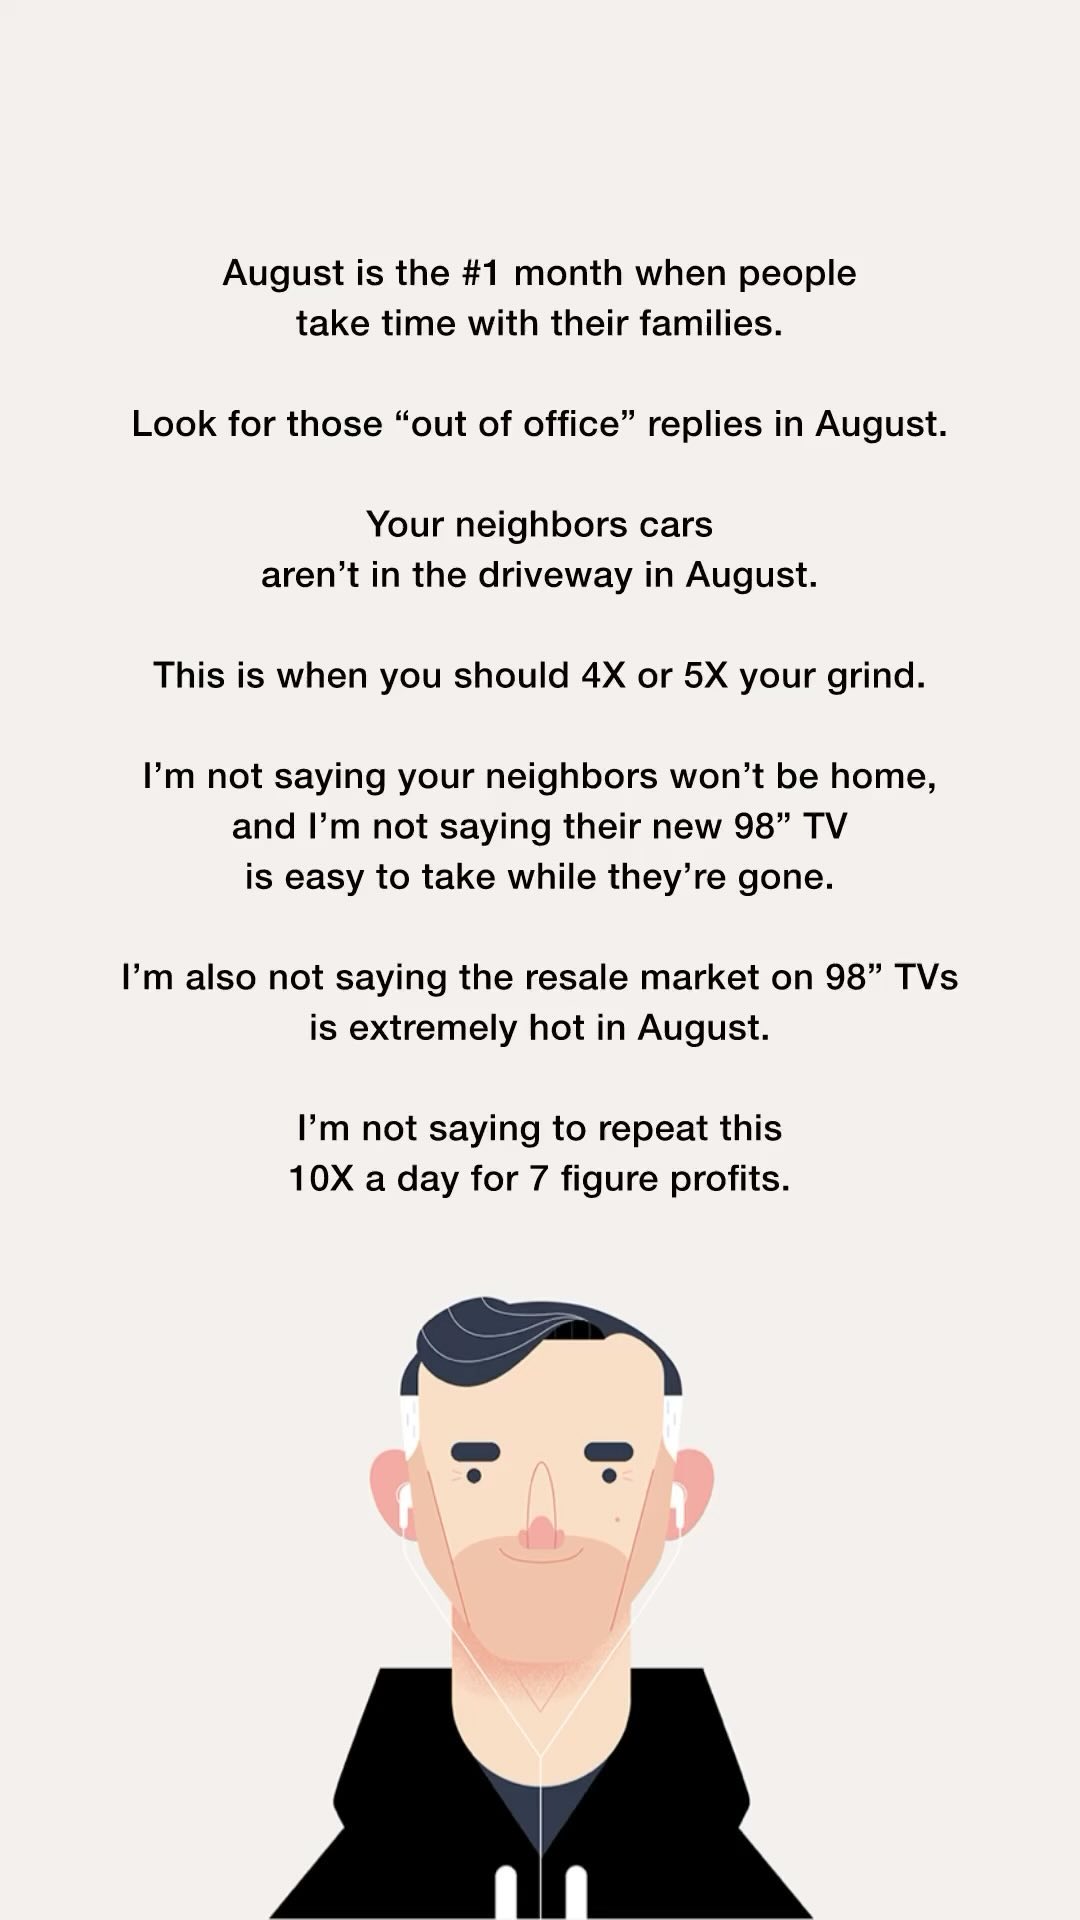 August is the #1 month when people
take time with their families.
Look for those “out of office” replies in August.
Your neighbors cars
aren’t in the driveway in August.
This is when you should 4X or 5X your grind.
I’m not saying your neighbors won’t be home,
and I’m not saying their new 98” TV
is easy to take while they’re gone.
I’m also not saying the resale market on 98” TVs
is extremely hot in August.
I’m not saying to repeat this
10X a day for 7 figure profits.